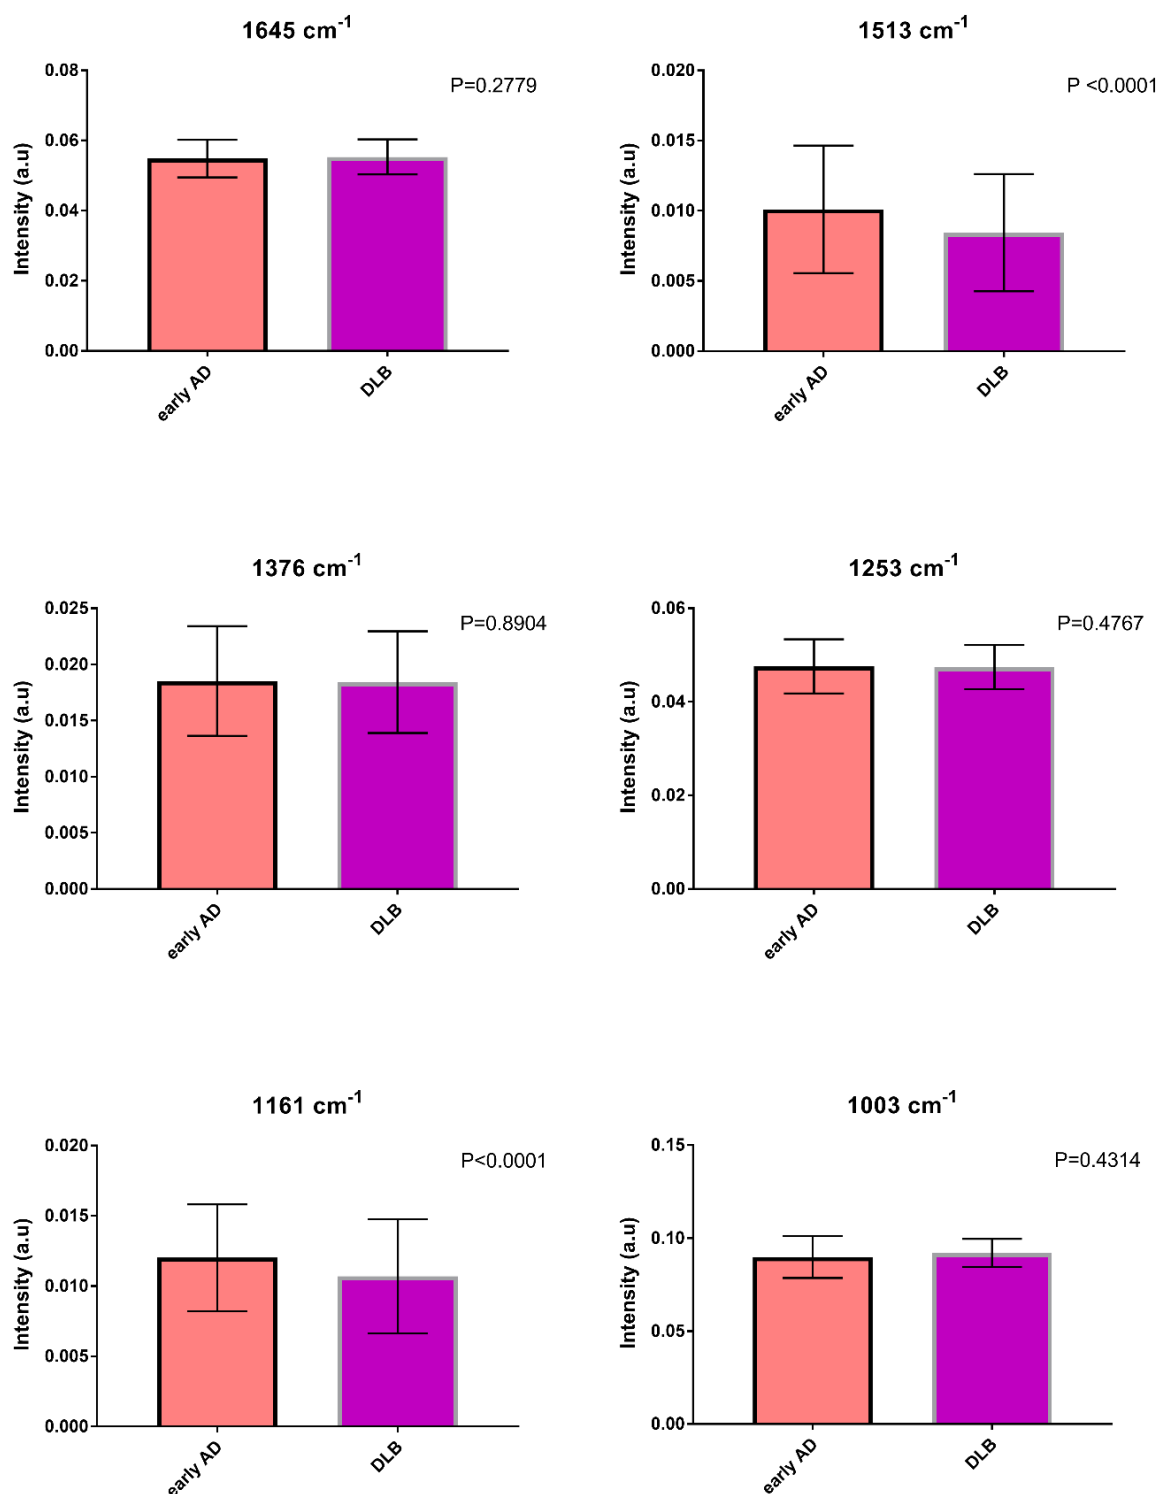 1645 cm-1
P=0.2779
Intensity (a.u)
0.08
0.06
0.04
0.02
0.00
early AD
DLB
1513 cm-1
P <0.0001
Intensity (a.u)
0.020
0.015
0.010
0.005
0.000
early AD
DLB
1376 cm-1
P=0.8904
Intensity (a.u)
0.025
0.020
0.015
0.010
0.005
0.000
early AD
DLB
1253 cm-1
P=0.4767
Intensity (a.u)
0.06
0.04
0.02
0.00
early AD
DLB
1161 cm-1
P<0.0001
Intensity (a.u)
0.020
0.015
0.010
0.005
0.000
early AD
DLB
1003 cm-1
P=0.4314
Intensity (a.u)
0.15
0.10
0.05
0.00
early AD
DLB